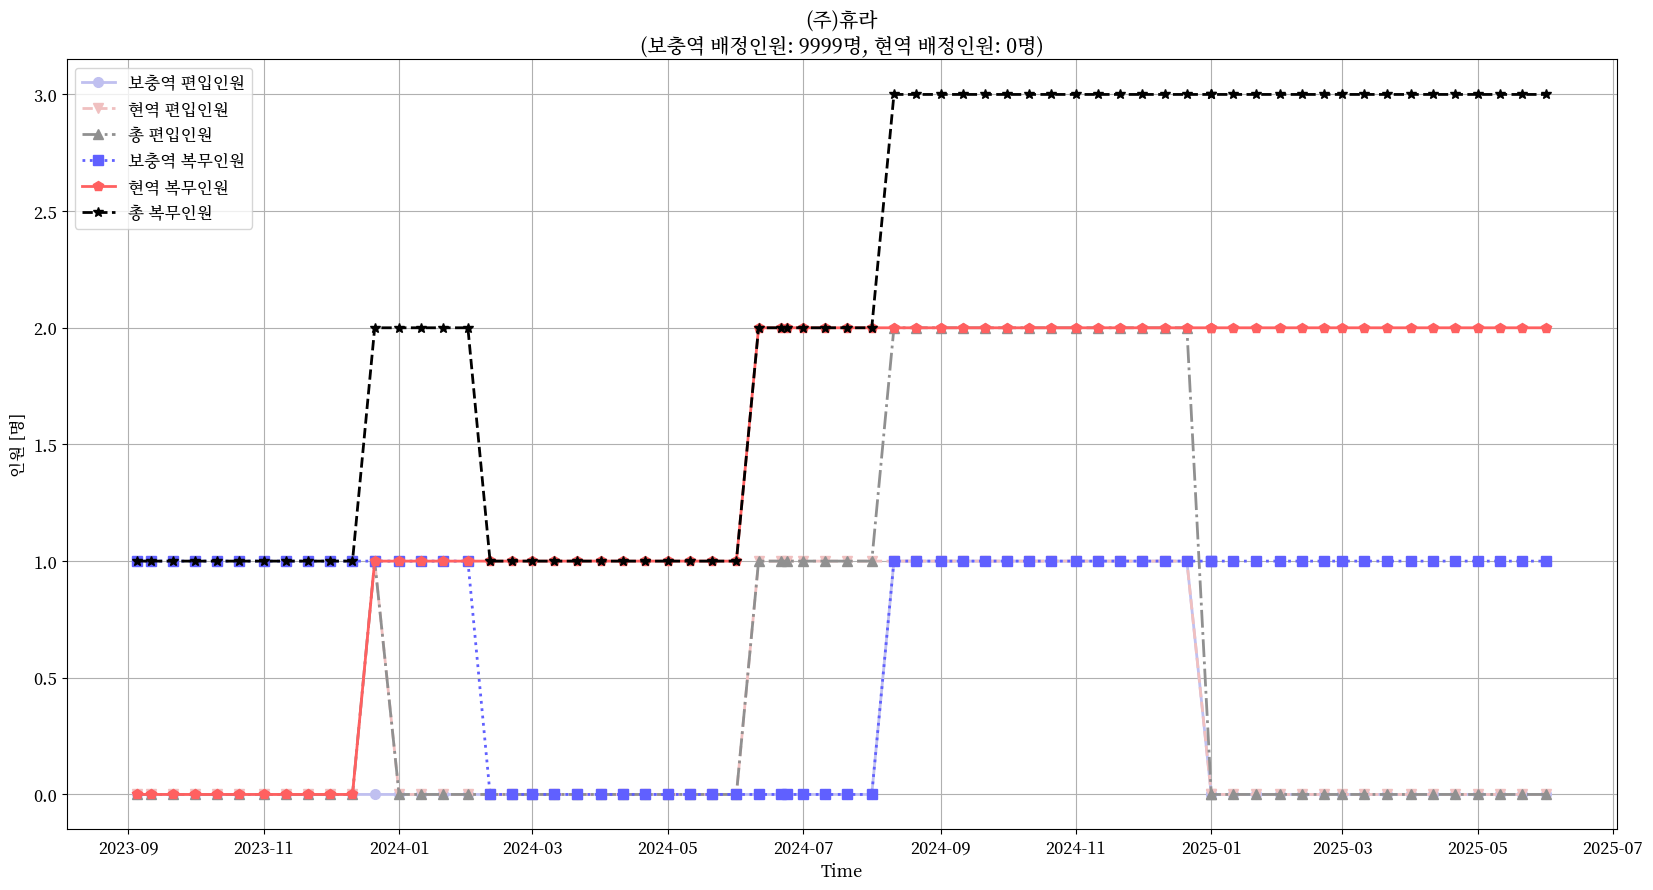 (주)휴라
(보충역 배정인원: 9999명, 현역 배정인원: 0명)
보충역 편입인원
현역 편입인원
총 편입인원
보충역 복무인원
현역 복무인원
총 복무인원
3.0
2.5
2.0
1.5
1.0
0.5
0.0
인원 [명]
2023-09 2023-11 2024-01 2024-03 2024-05 2024-07 2024-09 2024-11 2025-01 2025-03 2025-05 2025-07
Time